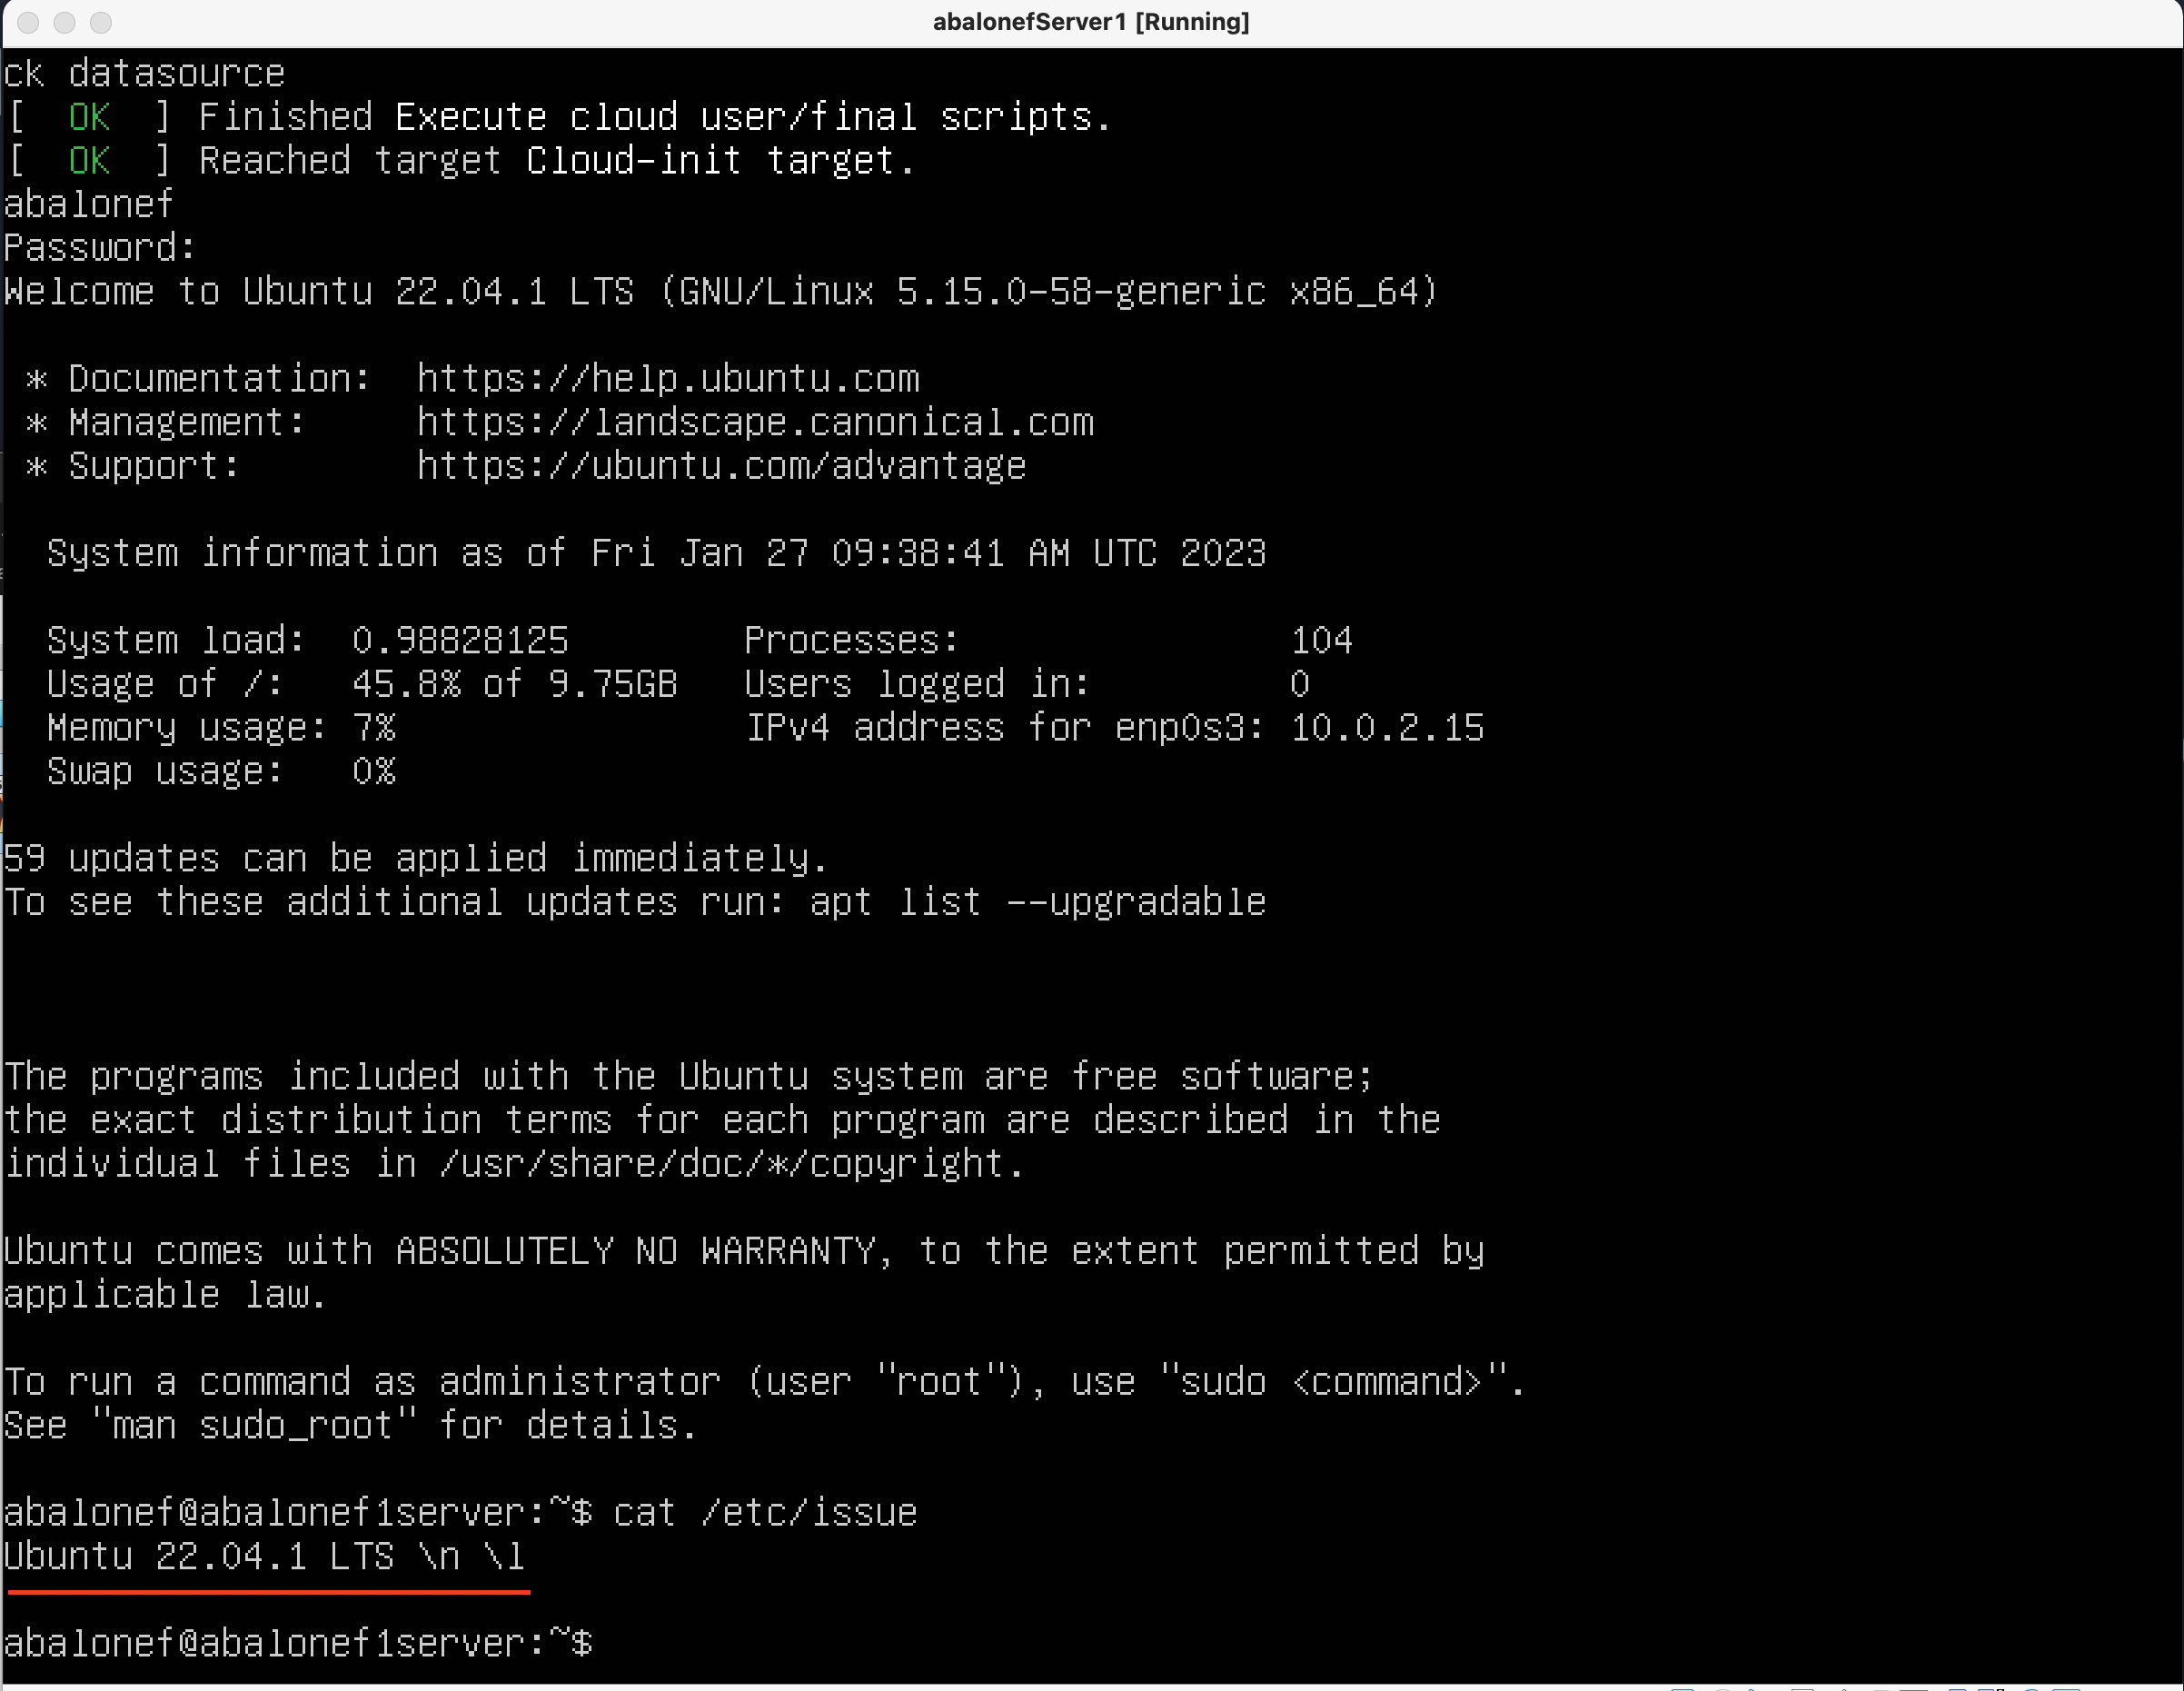 abalonefServer1 [Running]
ck datasource
[  OK  ] Finished Execute cloud user/final scripts.
[  OK  ] Reached target Cloud-init target.
abalonef
Password:
Welcome to Ubuntu 22.04.1 LTS (GNU/Linux 5.15.0-58-generic x86_64)
* Documentation:  https://help.ubuntu.com
* Management:     https://landscape.canonical.com
* Support:        https://ubuntu.com/advantage
System information as of Fri Jan 27 09:38:41 AM UTC 2023
System load:  0.98828125        Processes:               104
Usage of /:   45.8% of 9.75GB   Users logged in:         0
Memory usage: 7%                IPv4 address for enp0s3: 10.0.2.15
Swap usage:   0%
59 updates can be applied immediately.
To see these additional updates run: apt list --upgradable
The programs included with the Ubuntu system are free software;
the exact distribution terms for each program are described in the
individual files in /usr/share/doc/*/copyright.
Ubuntu comes with ABSOLUTELY NO WARRANTY, to the extent permitted by
applicable law.
To run a command as administrator (user "root"), use "sudo <command>".
See "man sudo_root" for details.
abalonef@abalonef1server:~$ cat /etc/issue
Ubuntu 22.04.1 LTS \n \l
abalonef@abalonef1server:~$